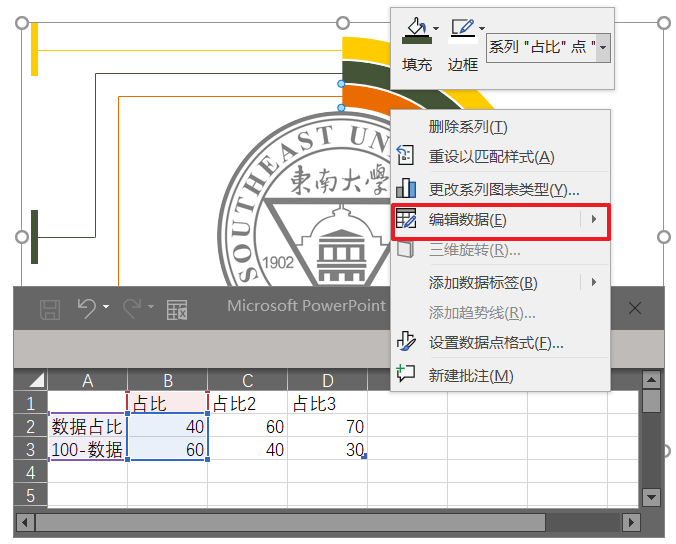 填充
边框
系列 "占比" 点 "
SOUTHEAST UN
東南大學
1902
删除系列(T)
重设以匹配样式(A)
更改系列图表类型(Y)...
编辑数据(E)
三维旋转(R)...
添加数据标签(B)
添加趋势线(R)...
设置数据点格式(F)...
新建批注(M)
Microsoft PowerPoint
A B C D
1 占比 占比2 占比3
2 数据占比 40 60 70
3 100-数据 60 40 30
4
5